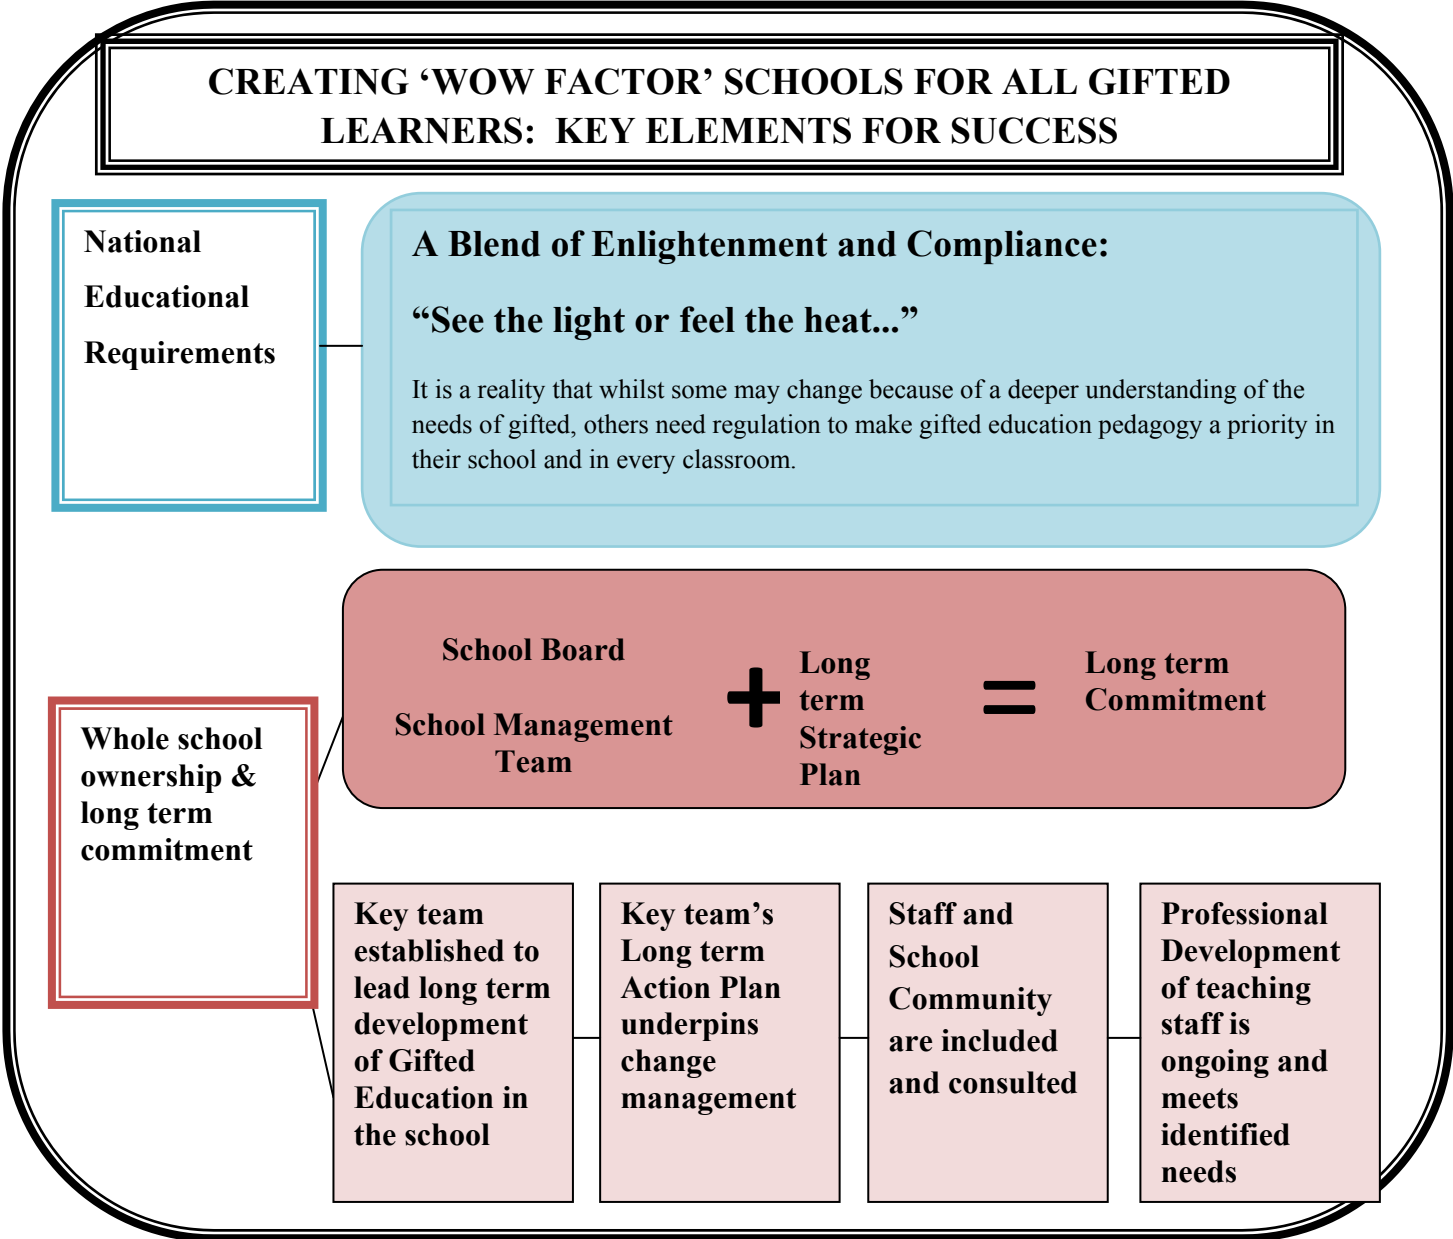 CREATING ‘WOW FACTOR’ SCHOOLS FOR ALL GIFTED
LEARNERS:  KEY ELEMENTS FOR SUCCESS
National
Educational
Requirements
A Blend of Enlightenment and Compliance:
“See the light or feel the heat...”
It is a reality that whilst some may change because of a deeper understanding of the
needs of gifted, others need regulation to make gifted education pedagogy a priority in
their school and in every classroom.
Whole school
ownership &
long term
commitment
School Board
School Management
Team
+
Long
term
Strategic
Plan
=
Long term
Commitment
Key team
established to
lead long term
development
of Gifted
Education in
the school
Key team’s
Long term
Action Plan
underpins
change
management
Staff and
School
Community
are included
and consulted
Professional
Development
of teaching
staff is
ongoing and
meets
identified
needs